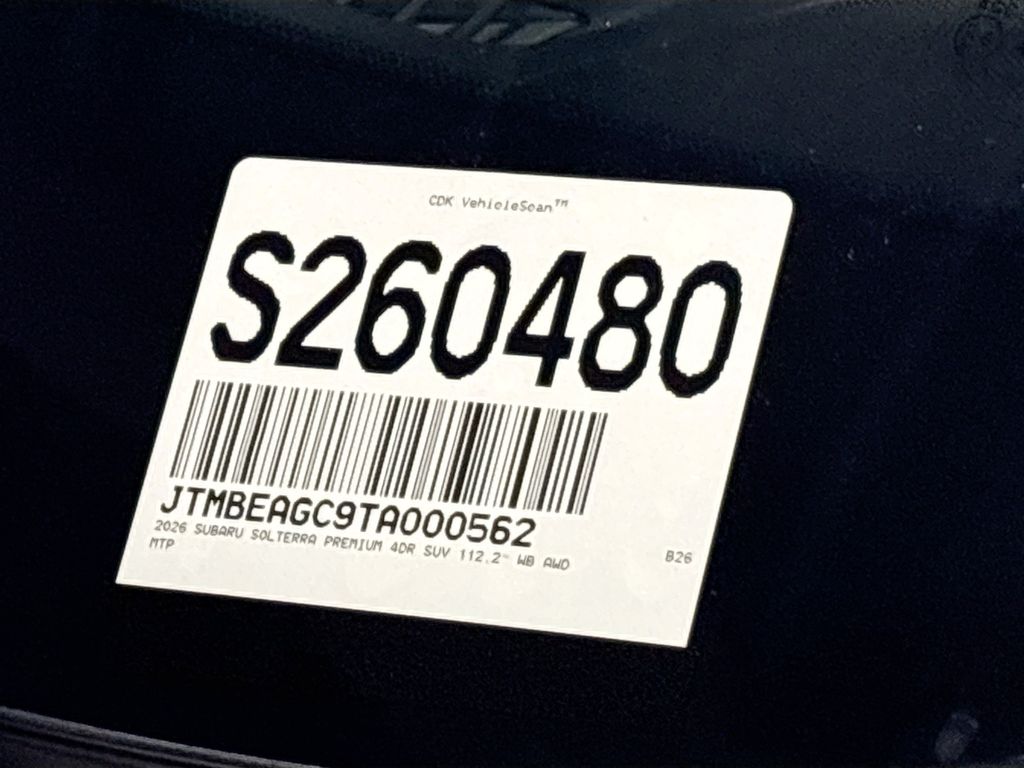 CDK VehicleScan™
S260480
JTMBEAGC9TA000562
2026 SUBARU SOLTERRA PREMIUM 4DR SUV 112.2" WB AWD
MTP B26